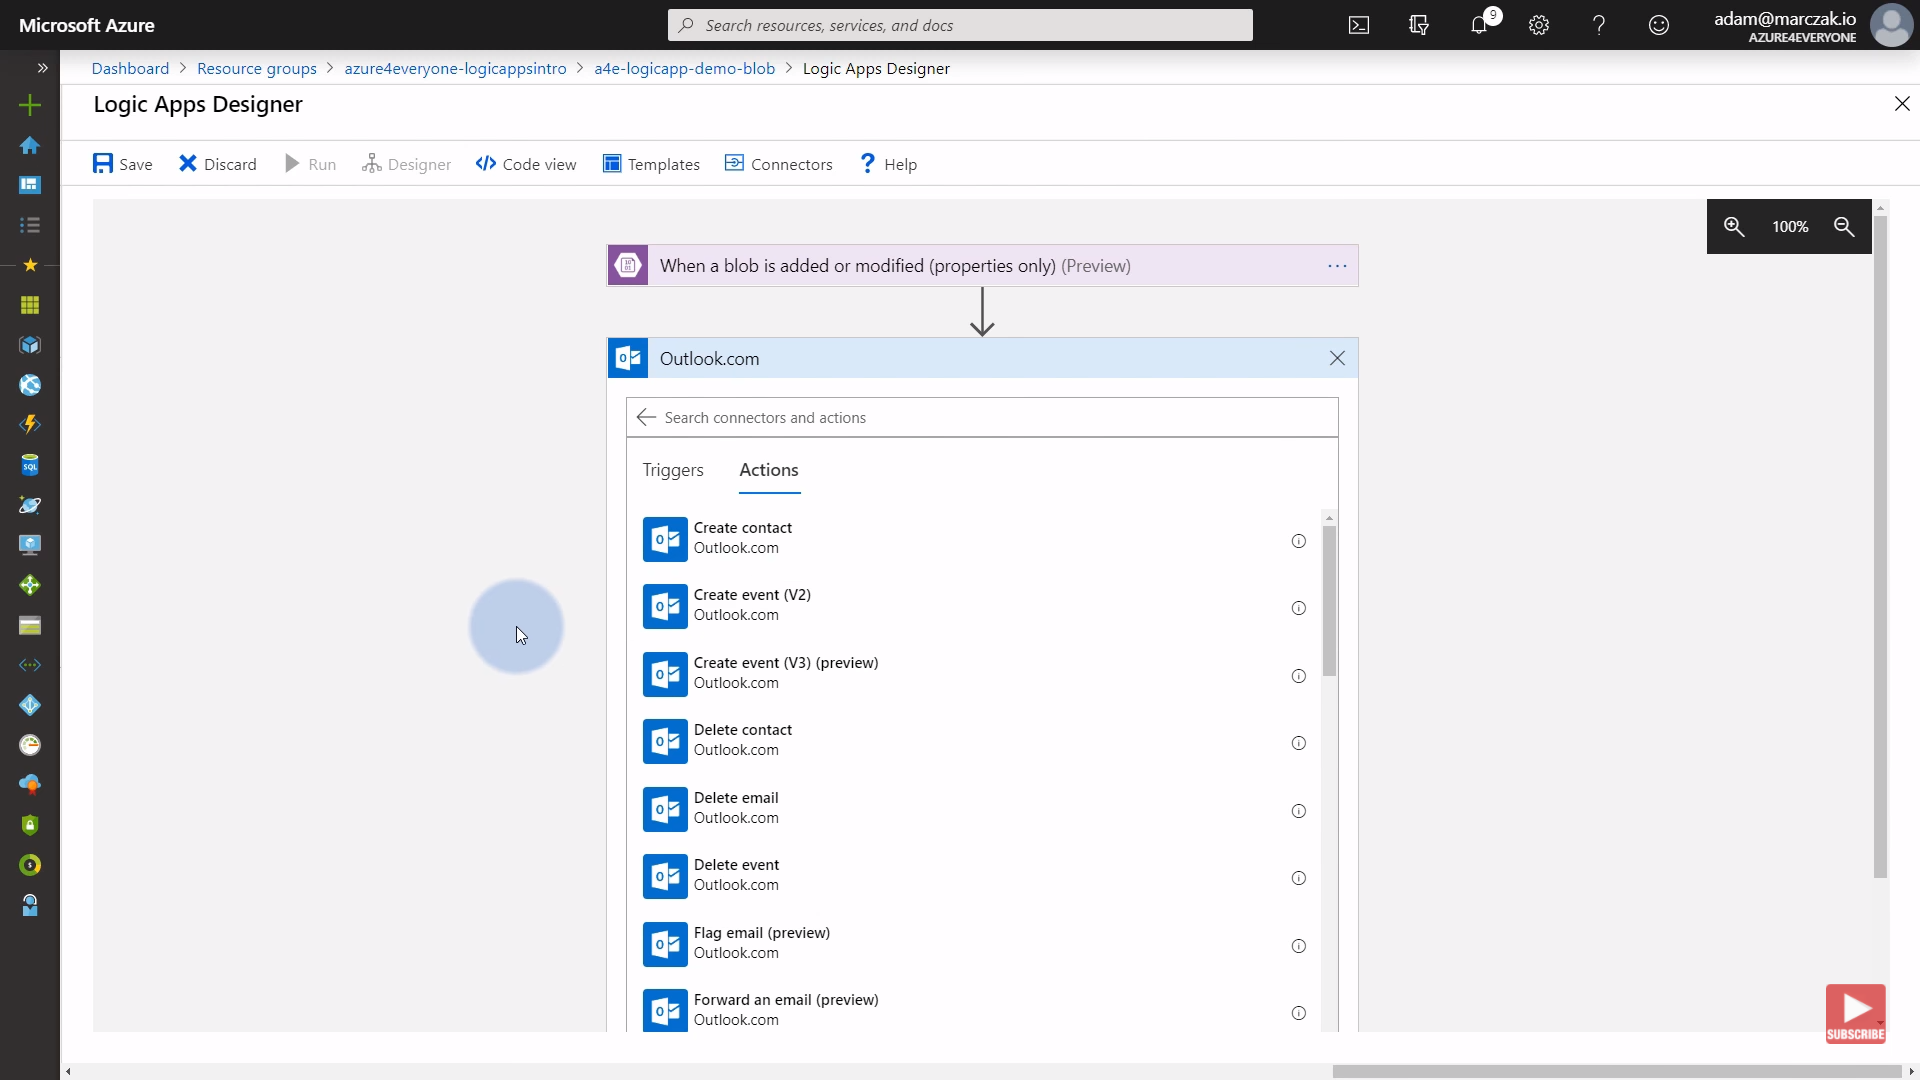 Microsoft Azure
Search resources, services, and docs
9
adam@marczak.io
AZURE4EVERYONE
Dashboard > Resource groups > azure4everyone-logicappsintro > a4e-logicapp-demo-blob > Logic Apps Designer
Logic Apps Designer
Save
Discard
Run
Designer
Code view
Templates
Connectors
Help
100%
When a blob is added or modified (properties only) (Preview)
Outlook.com
Search connectors and actions
Triggers
Actions
Create contact
Outlook.com
Create event (V2)
Outlook.com
Create event (V3) (preview)
Outlook.com
Delete contact
Outlook.com
Delete email
Outlook.com
Delete event
Outlook.com
Flag email (preview)
Outlook.com
Forward an email (preview)
Outlook.com
SUBSCRIBE
SQL